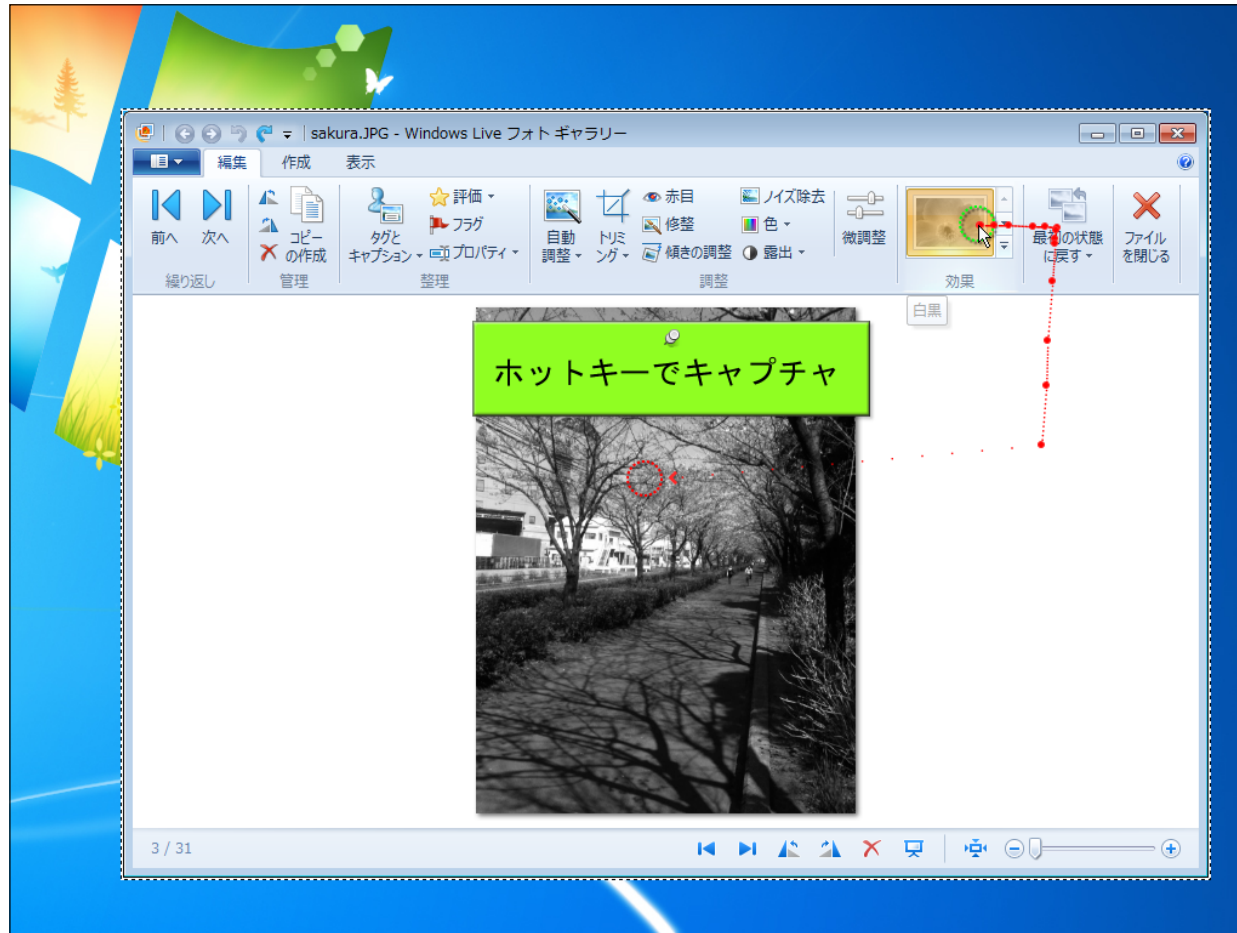 sakura.JPG - Windows Live フォト ギャラリー
編集 作成 表示
前へ 次へ
コピーの作成
タグとキャプション
評価
フラグ
プロパティ
自動調整
トリミング
赤目
修整
傾きの調整
ノイズ除去
色
露出
微調整
最初の状態に戻す
ファイルを閉じる
繰り返し 管理 整理 調整 効果
白黒
ホットキーでキャプチャ
3 / 31